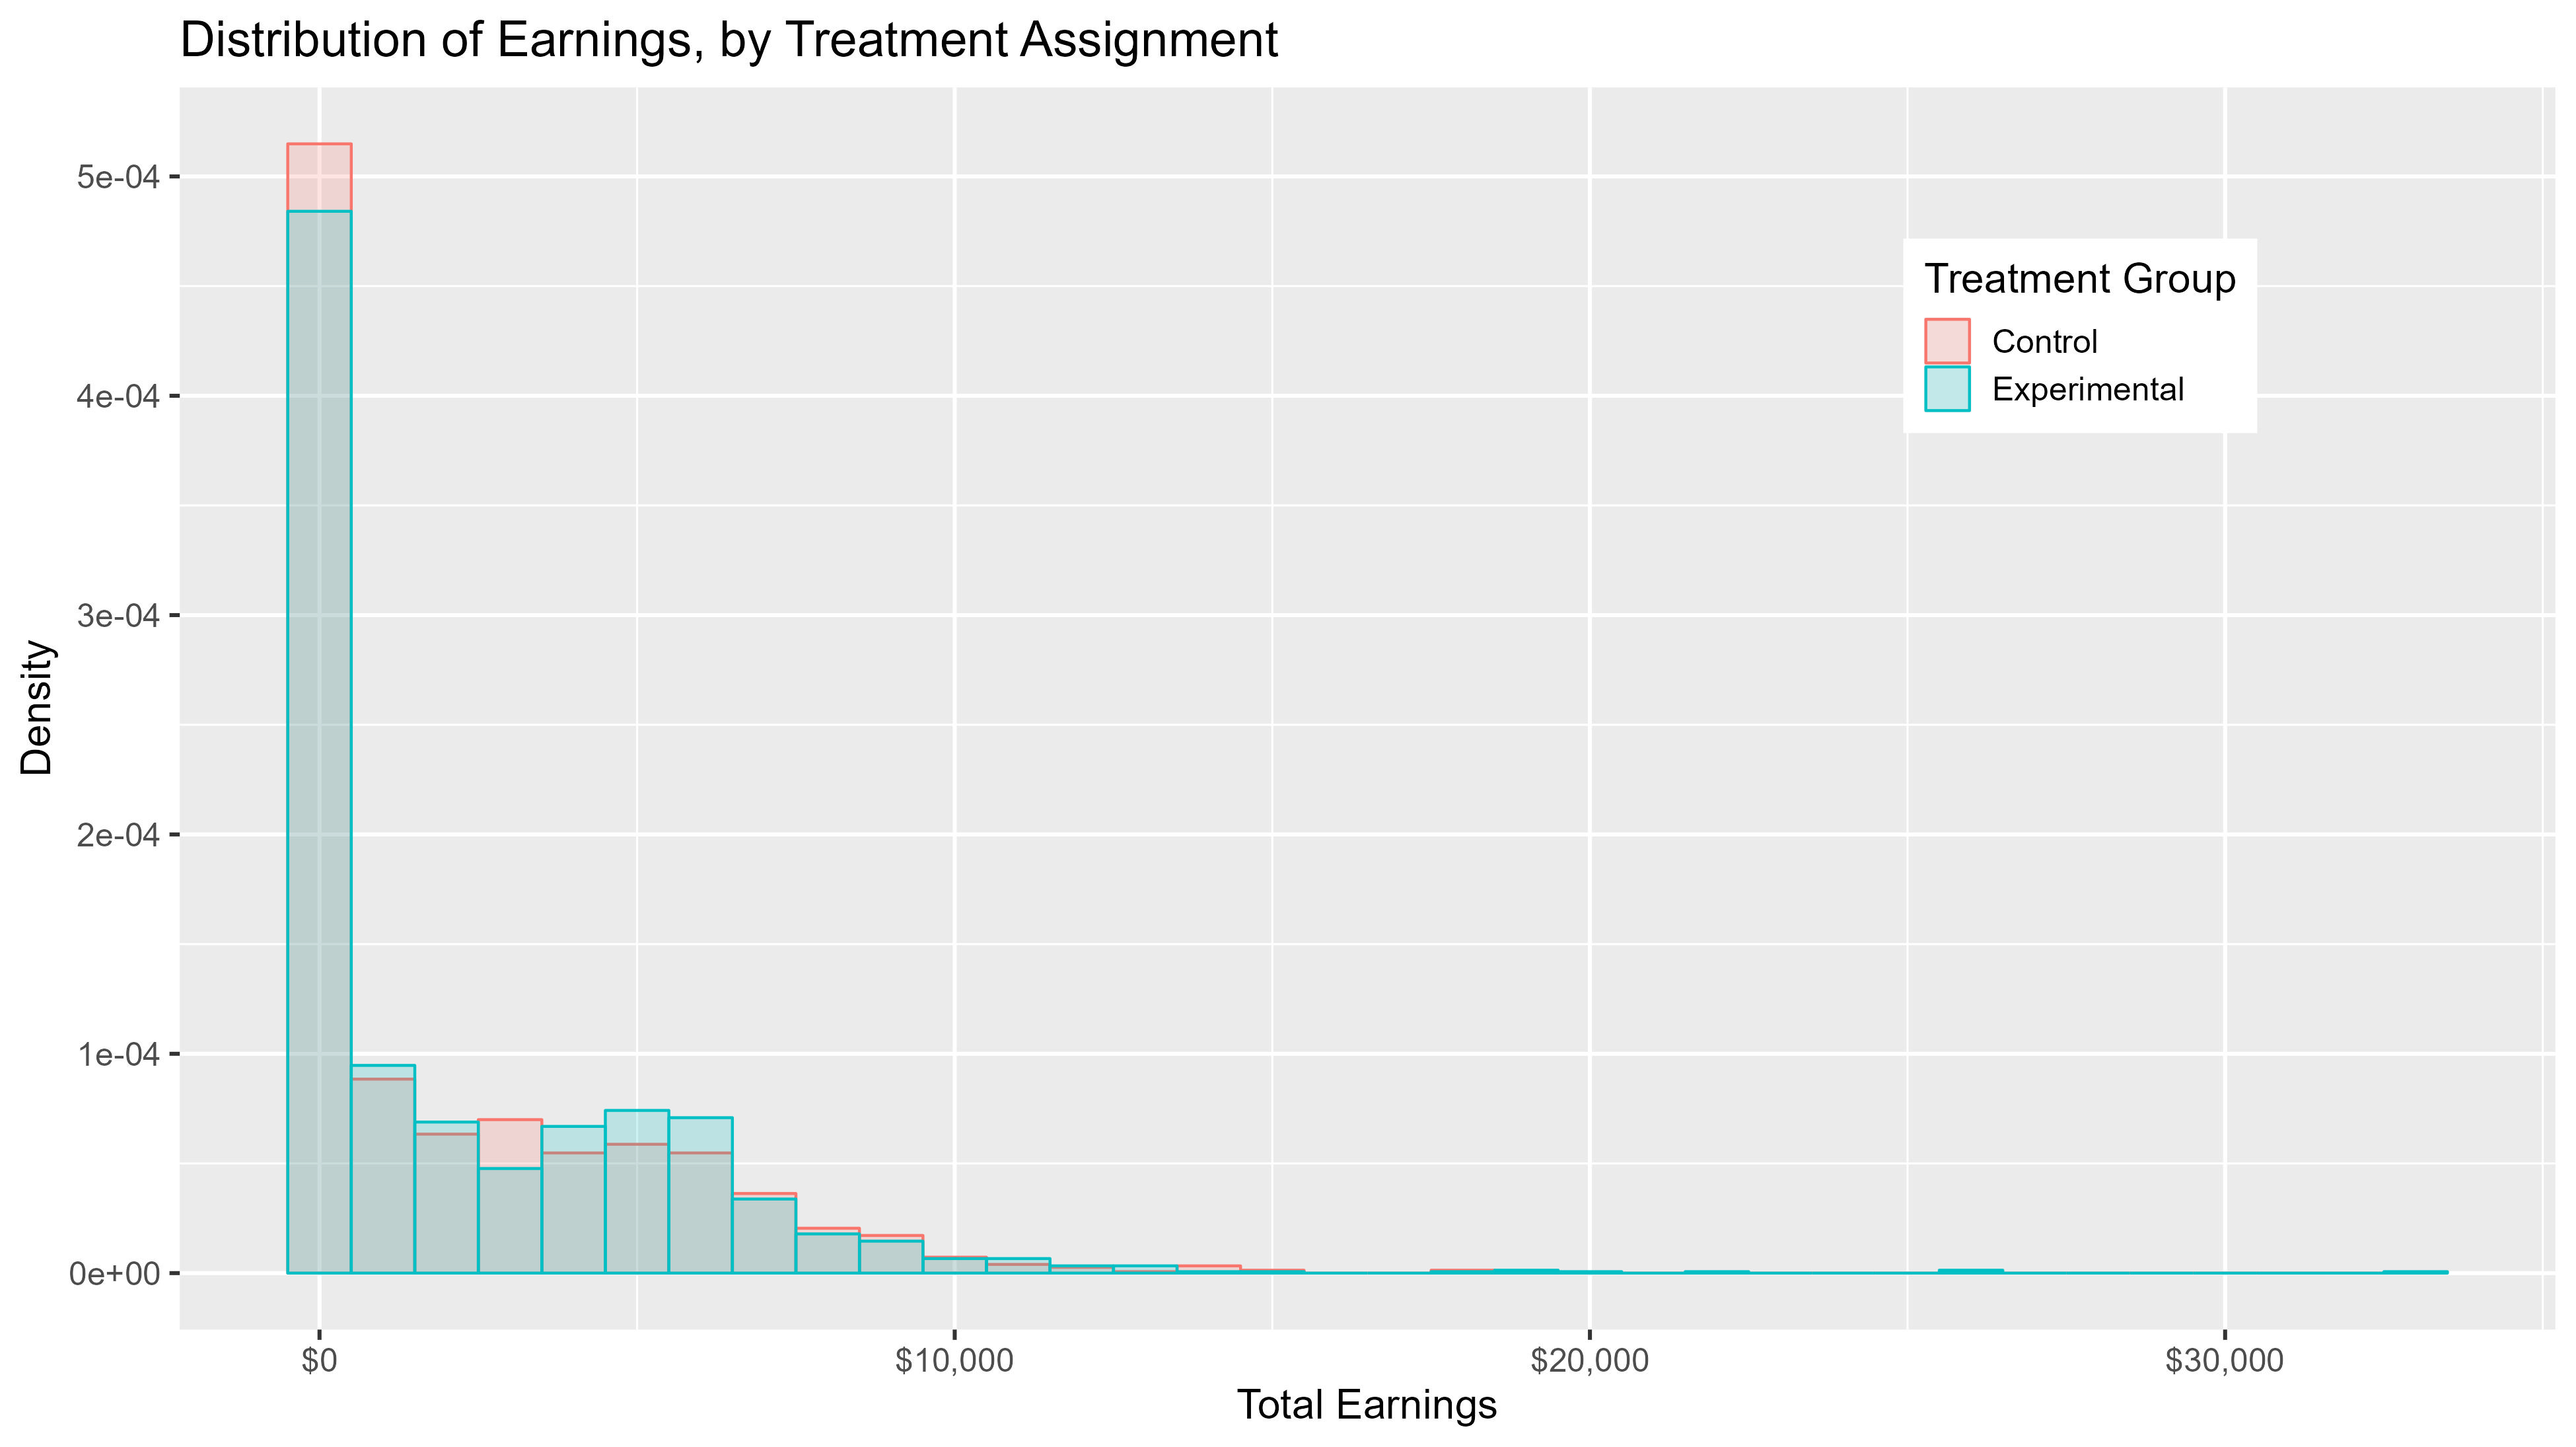 Distribution of Earnings, by Treatment Assignment
5e-04
4e-04
3e-04
2e-04
1e-04
0e+00
Density
Treatment Group
Control
Experimental
$0
$10,000
$20,000
$30,000
Total Earnings